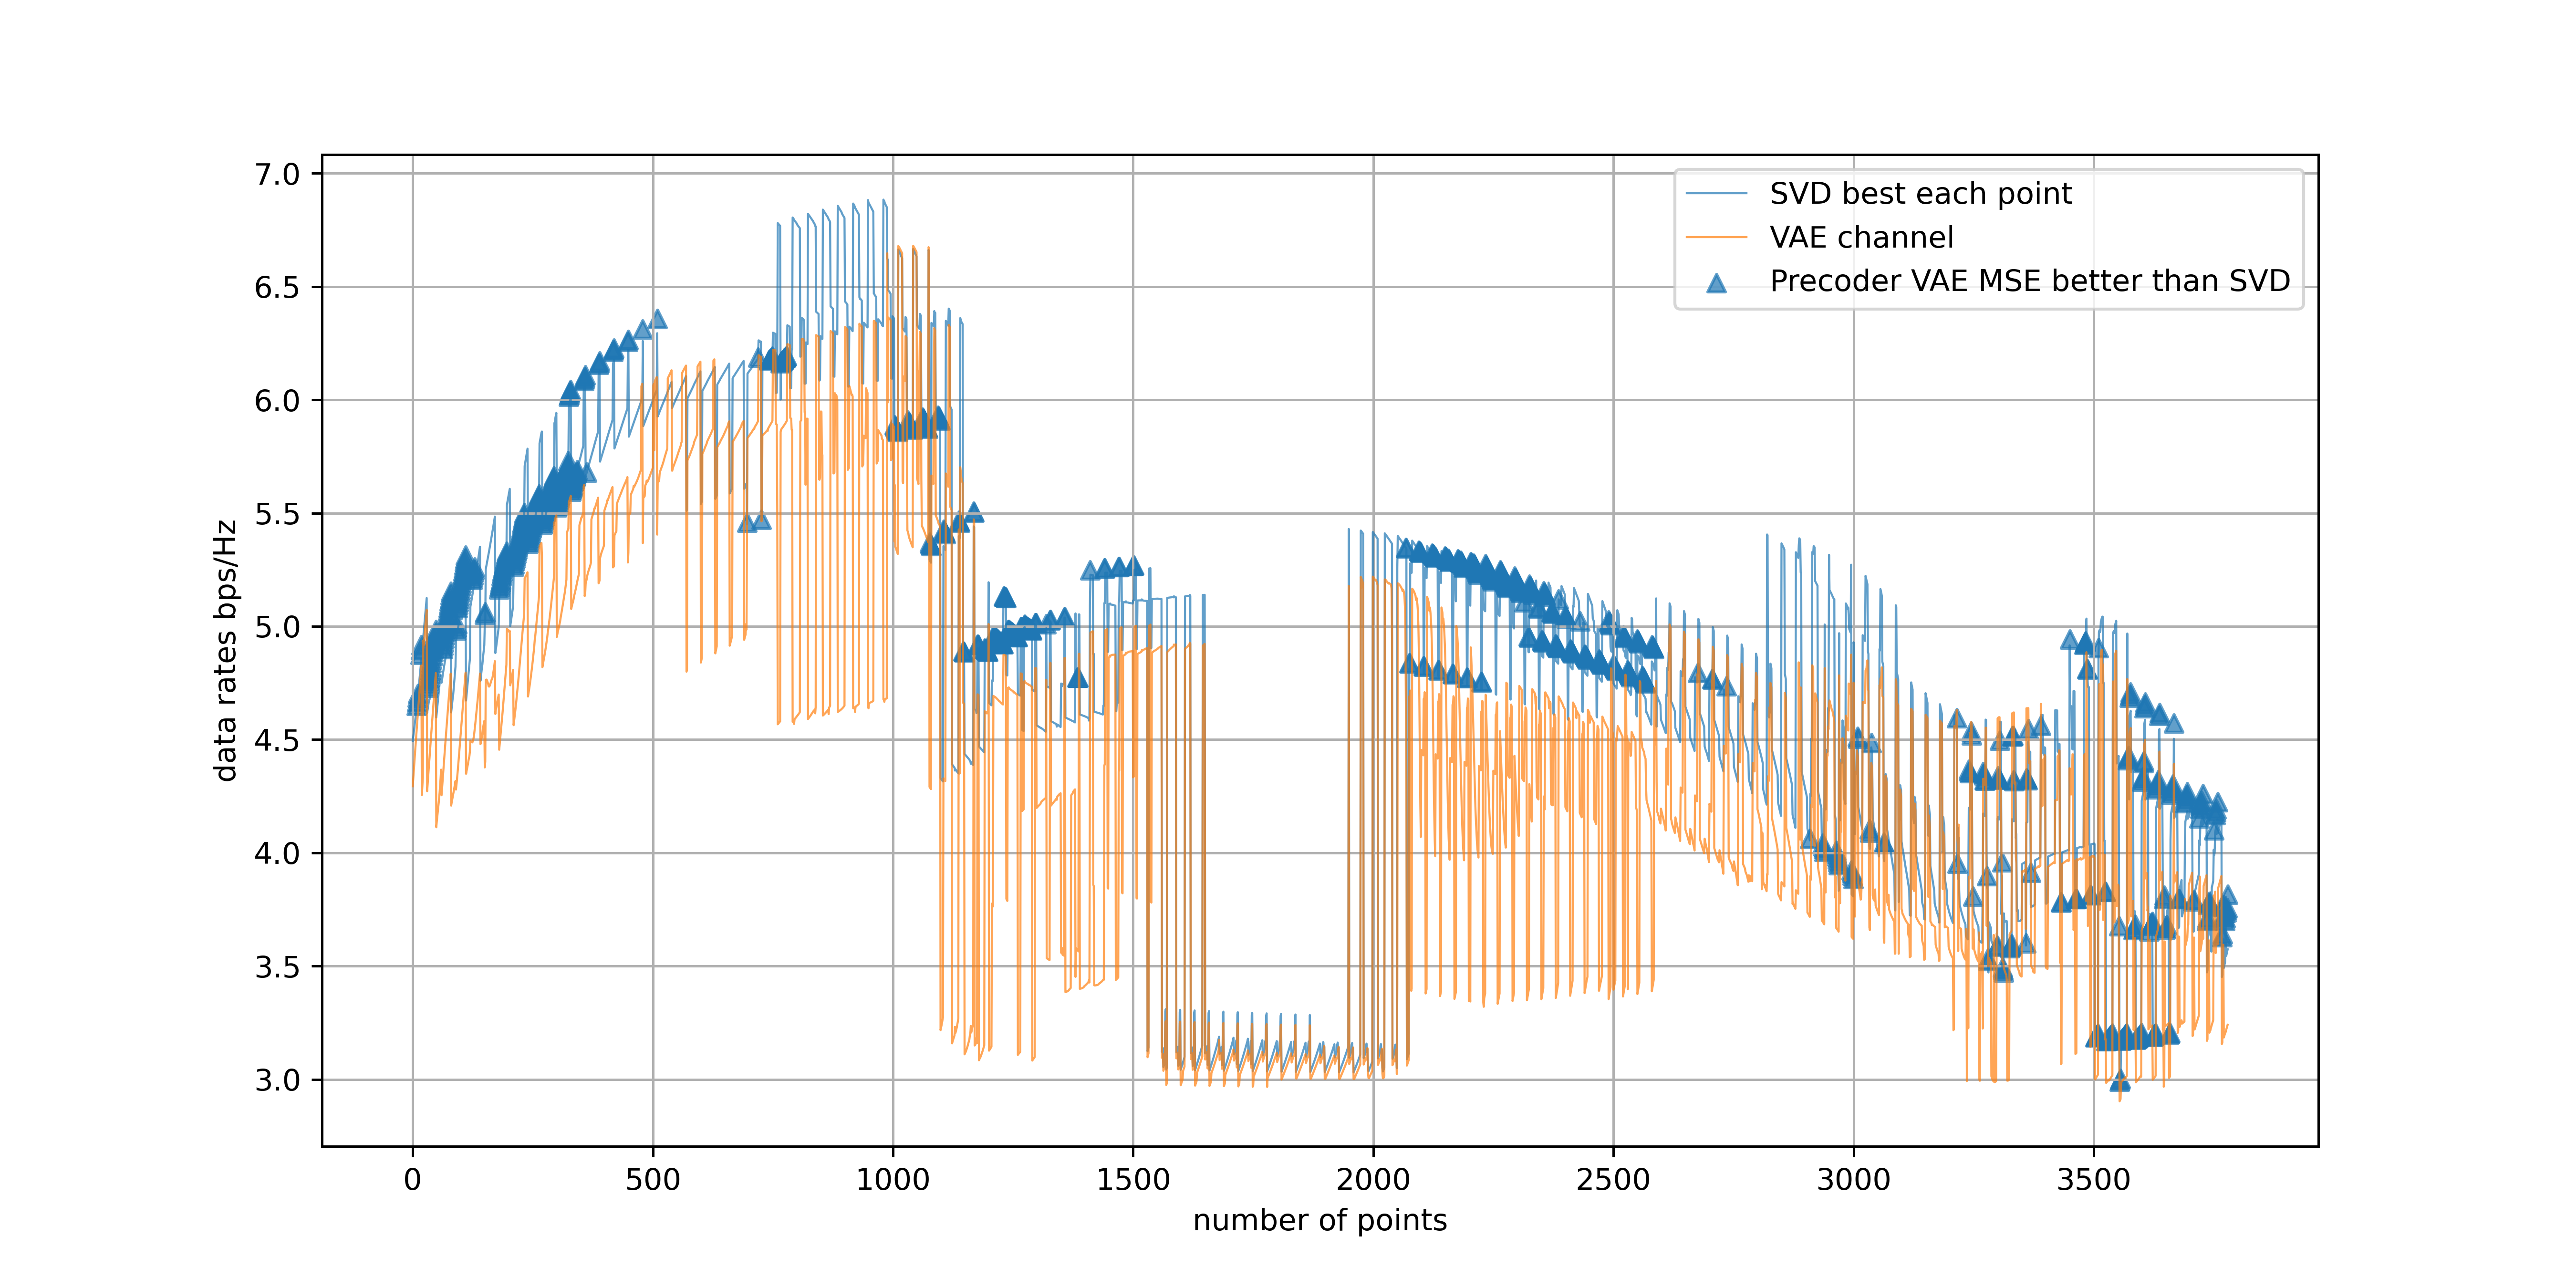 SVD best each point
VAE channel
Precoder VAE MSE better than SVD
7.0
6.5
6.0
5.5
5.0
4.5
4.0
3.5
3.0
data rates bps/Hz
0 500 1000 1500 2000 2500 3000 3500
number of points